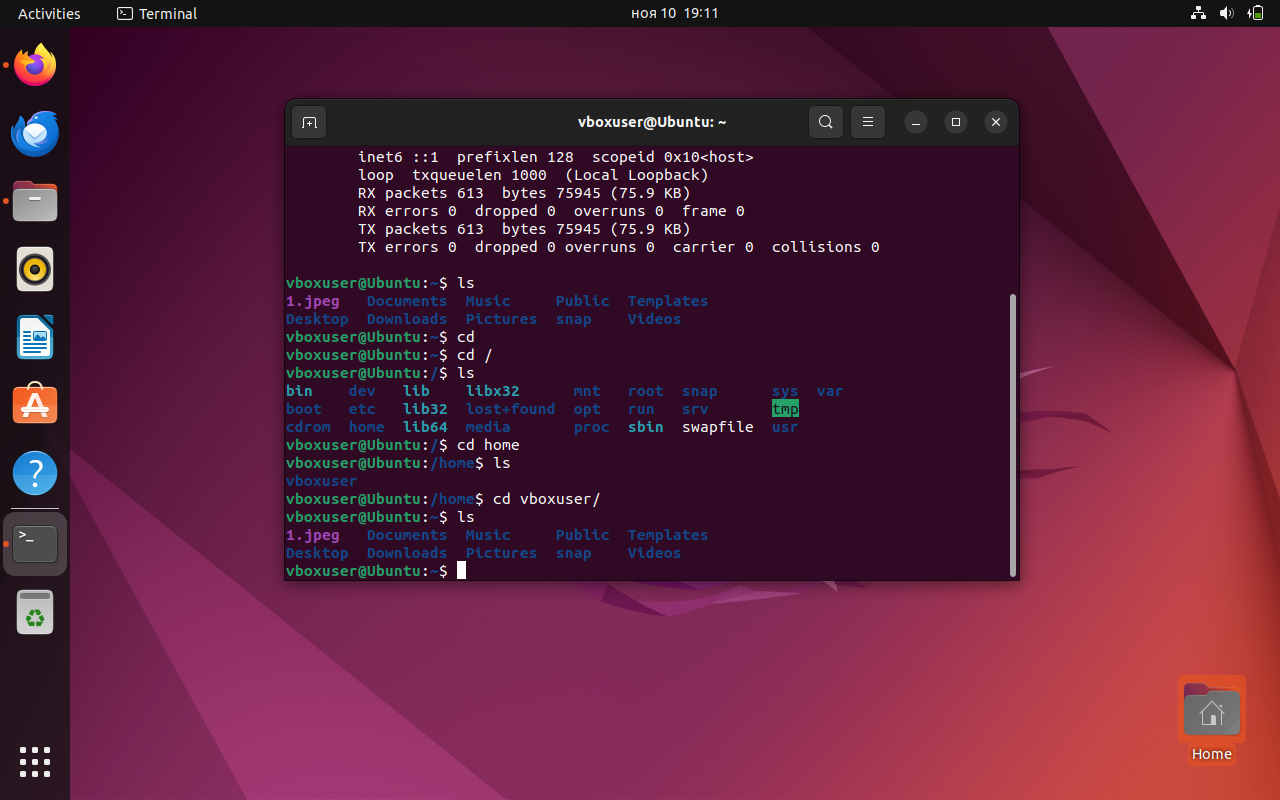 Activities Terminal ноя 10 19:11
vboxuser@Ubuntu: ~
inet6 ::1  prefixlen 128  scopeid 0x10<host>
loop  txqueuelen 1000  (Local Loopback)
RX packets 613  bytes 75945 (75.9 KB)
RX errors 0  dropped 0  overruns 0  frame 0
TX packets 613  bytes 75945 (75.9 KB)
TX errors 0  dropped 0 overruns 0  carrier 0  collisions 0
vboxuser@Ubuntu:~$ ls
1.jpeg   Documents  Music     Public  Templates
Desktop  Downloads  Pictures  snap    Videos
vboxuser@Ubuntu:~$ cd
vboxuser@Ubuntu:~$ cd /
vboxuser@Ubuntu:/$ ls
bin    dev   lib    libx32      mnt   root  snap      sys  var
boot   etc   lib32  lost+found  opt   run   srv       tmp
cdrom  home  lib64  media       proc  sbin  swapfile  usr
vboxuser@Ubuntu:/$ cd home
vboxuser@Ubuntu:/home$ ls
vboxuser
vboxuser@Ubuntu:/home$ cd vboxuser/
vboxuser@Ubuntu:~$ ls
1.jpeg   Documents  Music     Public  Templates
Desktop  Downloads  Pictures  snap    Videos
vboxuser@Ubuntu:~$
Home